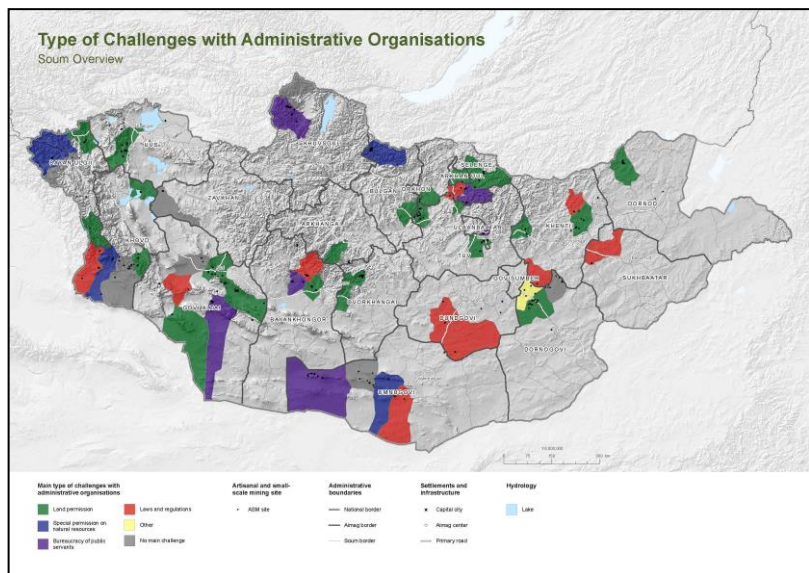 Type of Challenges with Administrative Organisations
Soum Overview
UVS
KHUVSGUL
SELENGE
DARKHAN UUL
ZAVKHAN
BULGAN
ORKHON
ARKHANGAI
ULAANBAATAR
TUV
KHENTII
DORNOD
KHOVD
SUKHBAATAR
GOVISUMBER
GOVI-ALTAI
BAYANKHONGOR
UVURKHANGAI
DUNDGOVI
DORNOGOVI
UMNUGOVI
Main type of challenges with
administrative organisations
Land permission
Special permission on
natural resources
Bureaucracy of public
servants
Laws and regulations
Other
No main challenge
Artisanal and small-
scale mining site
ASM site
Administrative
boundaries
National border
Aimag border
Soum border
Settlements and
infrastructure
Capital city
Aimag center
Primary road
Hydrology
Lake